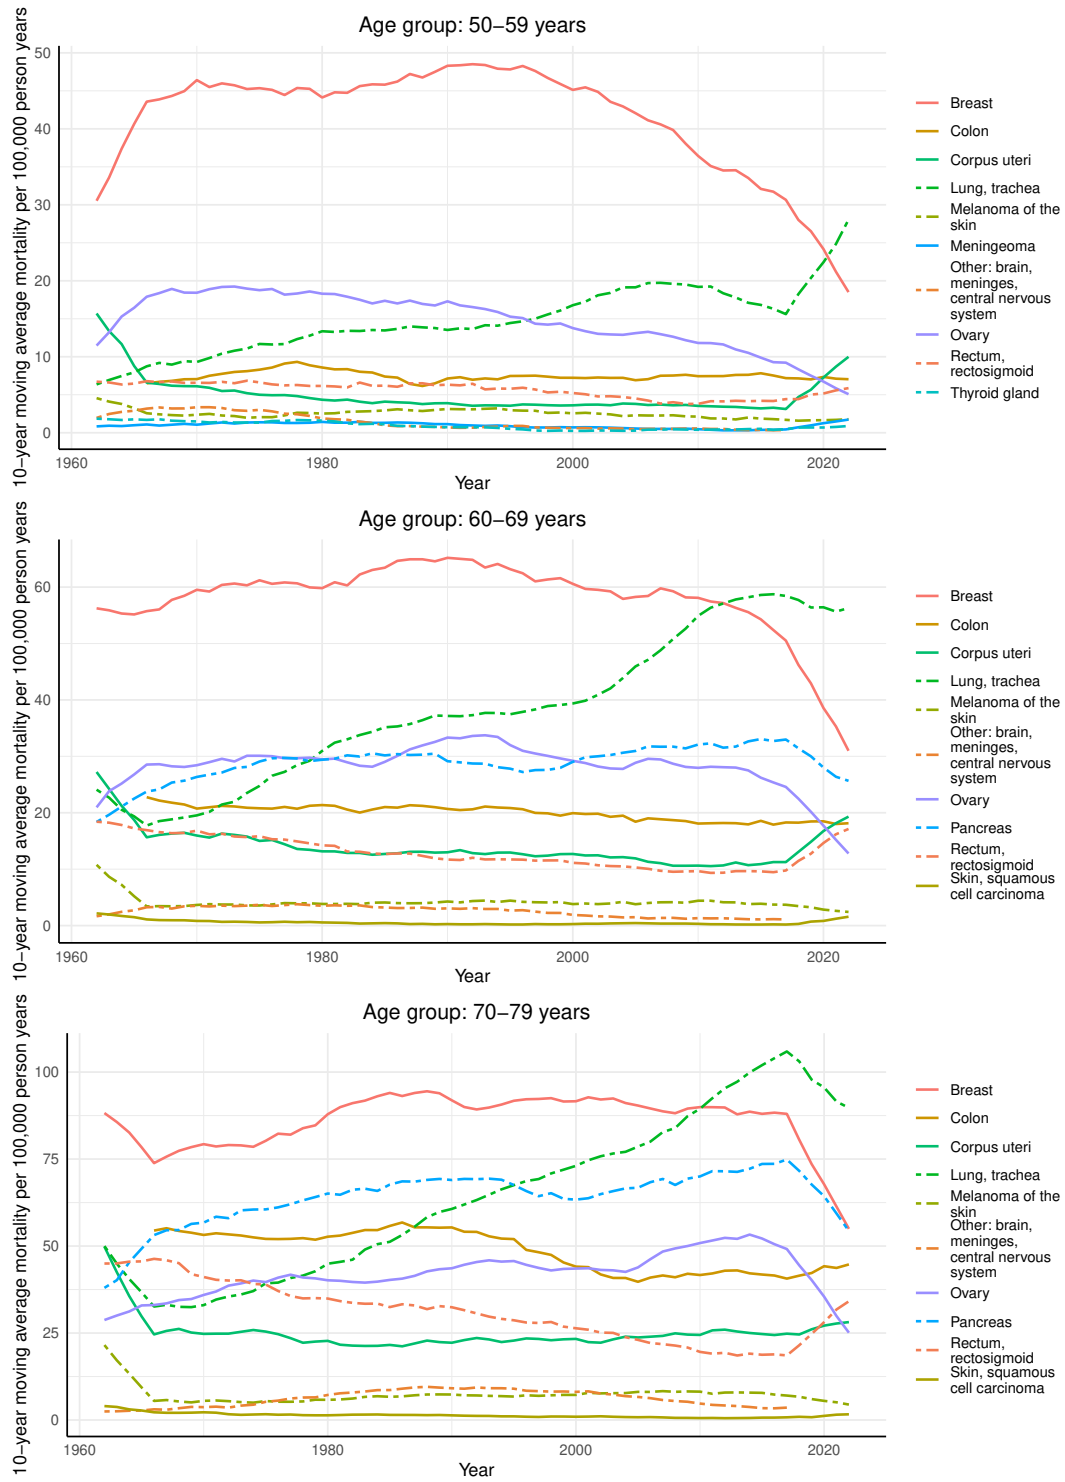 Age group: 50−59 years
10−year moving average mortality per 100,000 person years
50
40
30
20
10
0
1960
1980
2000
2020
Year
Breast
Colon
Corpus uteri
Lung, trachea
Melanoma of the
skin
Meningeoma
Other: brain,
meninges,
central nervous
system
Ovary
Rectum,
rectosigmoid
Thyroid gland
Age group: 60−69 years
10−year moving average mortality per 100,000 person years
60
40
20
0
1960
1980
2000
2020
Year
Breast
Colon
Corpus uteri
Lung, trachea
Melanoma of the
skin
Other: brain,
meninges,
central nervous
system
Ovary
Pancreas
Rectum,
rectosigmoid
Skin, squamous
cell carcinoma
Age group: 70−79 years
10−year moving average mortality per 100,000 person years
100
75
50
25
0
1960
1980
2000
2020
Year
Breast
Colon
Corpus uteri
Lung, trachea
Melanoma of the
skin
Other: brain,
meninges,
central nervous
system
Ovary
Pancreas
Rectum,
rectosigmoid
Skin, squamous
cell carcinoma